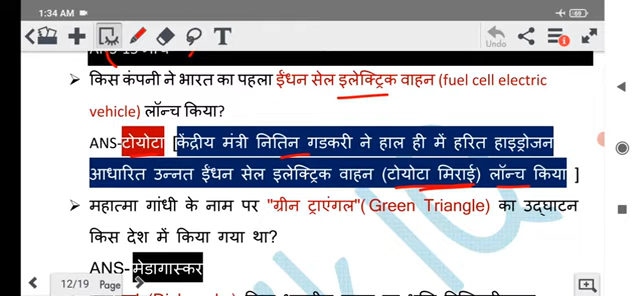 1:34 AM
69
Undo
ANS-
किस कंपनी ने भारत का पहला ईंधन सेल इलेक्ट्रिक वाहन (fuel cell electric
vehicle) लॉन्च किया?
ANS-टोयोटा [केंद्रीय मंत्री नितिन गडकरी ने हाल ही में हरित हाइड्रोजन
आधारित उन्नत ईंधन सेल इलेक्ट्रिक वाहन (टोयोटा मिराई) लॉन्च किया ]
महात्मा गांधी के नाम पर "ग्रीन ट्राएंगल"(Green Triangle) का उद्घाटन
किस देश में किया गया था?
12/19 Page
ANS-मेडागास्कर